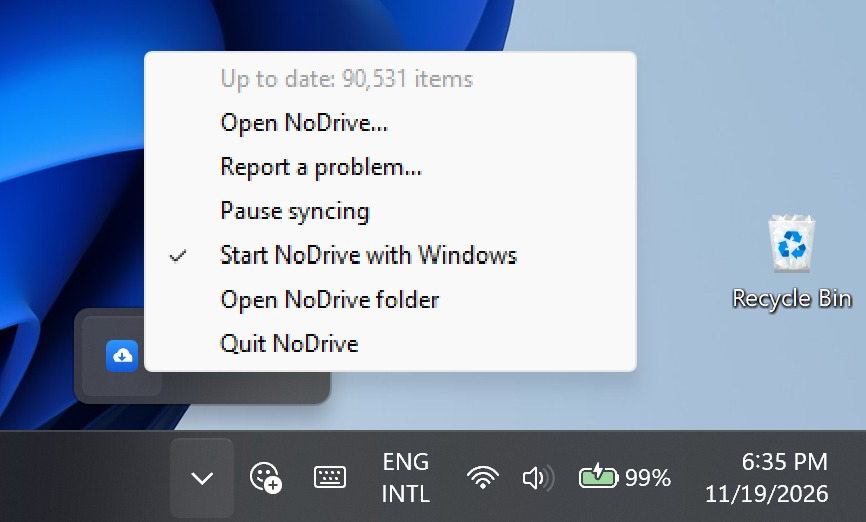 Up to date: 90,531 items
Open NoDrive...
Report a problem...
Pause syncing
Start NoDrive with Windows
Open NoDrive folder
Quit NoDrive
Recycle Bin
ENG
INTL
99%
6:35 PM
11/19/2026